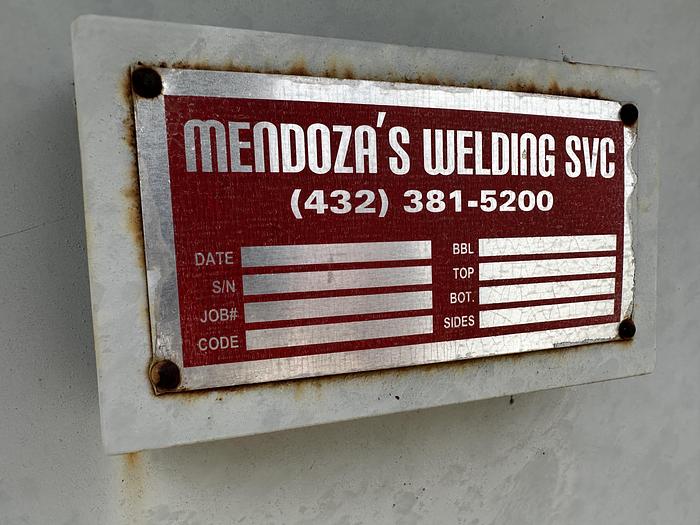 MENDOZA'S WELDING SVC
(432) 381-5200
DATE
S/N
JOB#
CODE
BBL
TOP
BOT.
SIDES